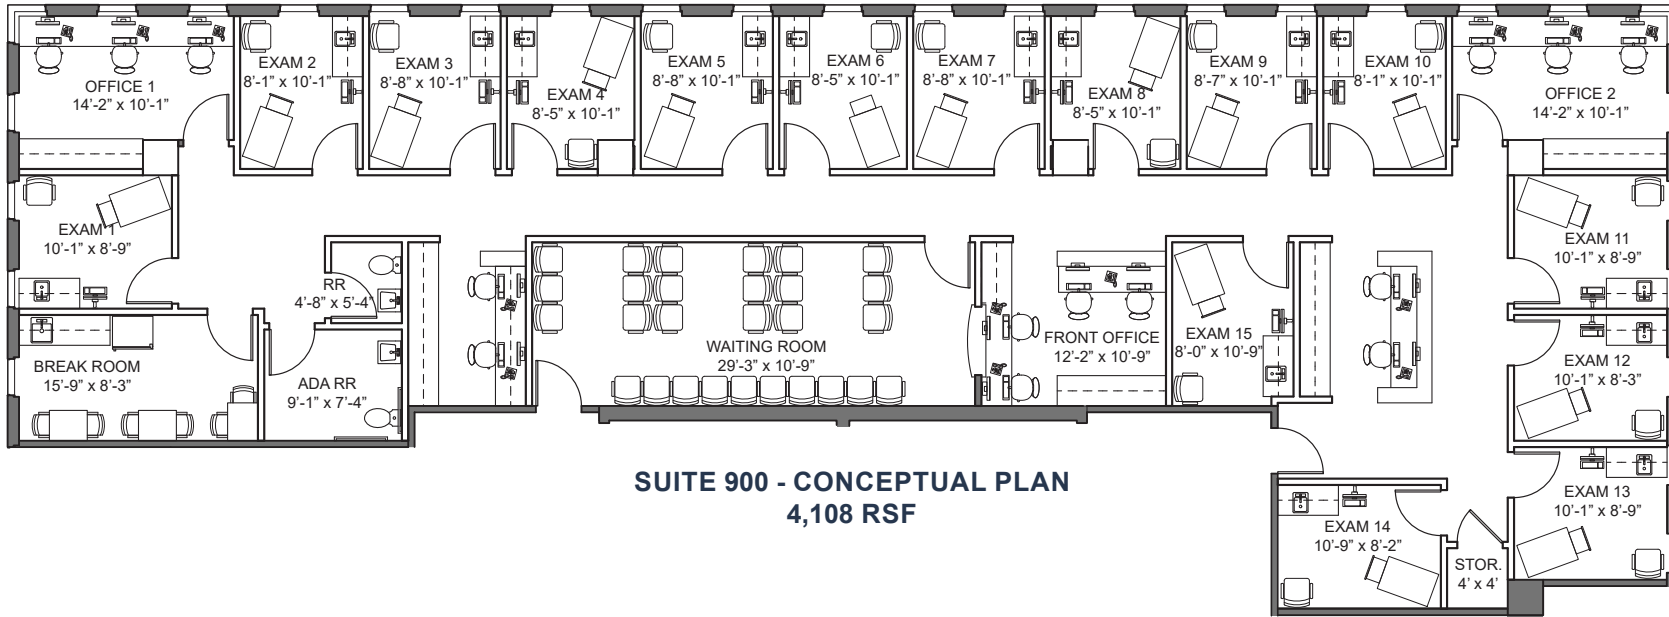 OFFICE 1
14'-2" x 10'-1"
EXAM 2
8'-1" x 10'-1"
EXAM 3
8'-8" x 10'-1"
EXAM 4
8'-5" x 10'-1"
EXAM 5
8'-8" x 10'-1"
EXAM 6
8'-5" x 10'-1"
EXAM 7
8'-8" x 10'-1"
EXAM 8
8'-5" x 10'-1"
EXAM 9
8'-7" x 10'-1"
EXAM 10
8'-1" x 10'-1"
OFFICE 2
14'-2" x 10'-1"
EXAM 1
10'-1" x 8'-9"
RR
4'-8" x 5'-4"
BREAK ROOM
15'-9" x 8'-3"
ADA RR
9'-1" x 7'-4"
WAITING ROOM
29'-3" x 10'-9"
FRONT OFFICE
12'-2" x 10'-9"
EXAM 15
8'-0" x 10'-9"
EXAM 11
10'-1" x 8'-9"
EXAM 12
10'-1" x 8'-3"
EXAM 13
10'-1" x 8'-9"
EXAM 14
10'-9" x 8'-2"
STOR.
4' x 4'
SUITE 900 - CONCEPTUAL PLAN
4,108 RSF